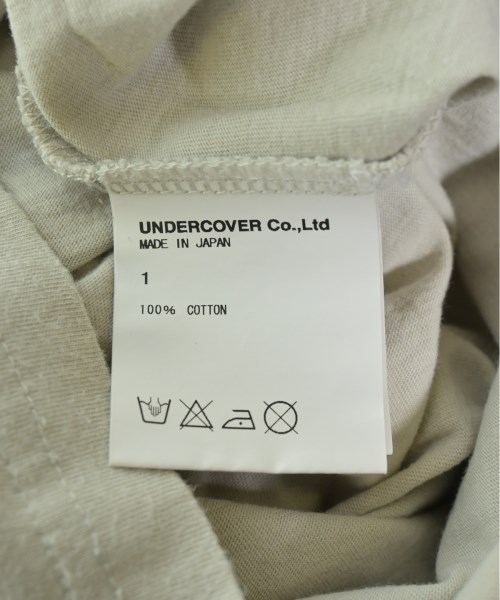 UNDERCOVER Co.,Ltd
MADE IN JAPAN
1
100% COTTON